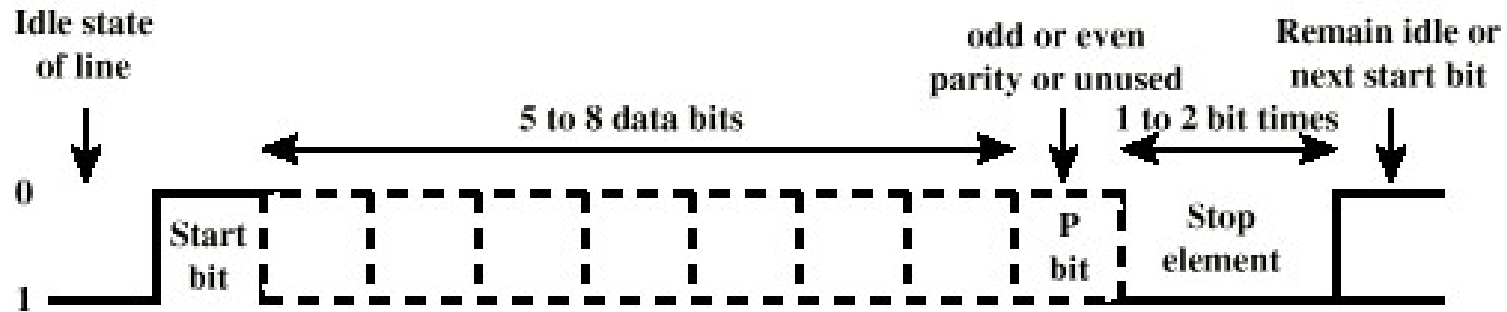 Idle state
of line
odd or even
parity or unused
Remain idle or
next start bit
5 to 8 data bits
1 to 2 bit times
0
Start
bit
P
bit
Stop
element
1